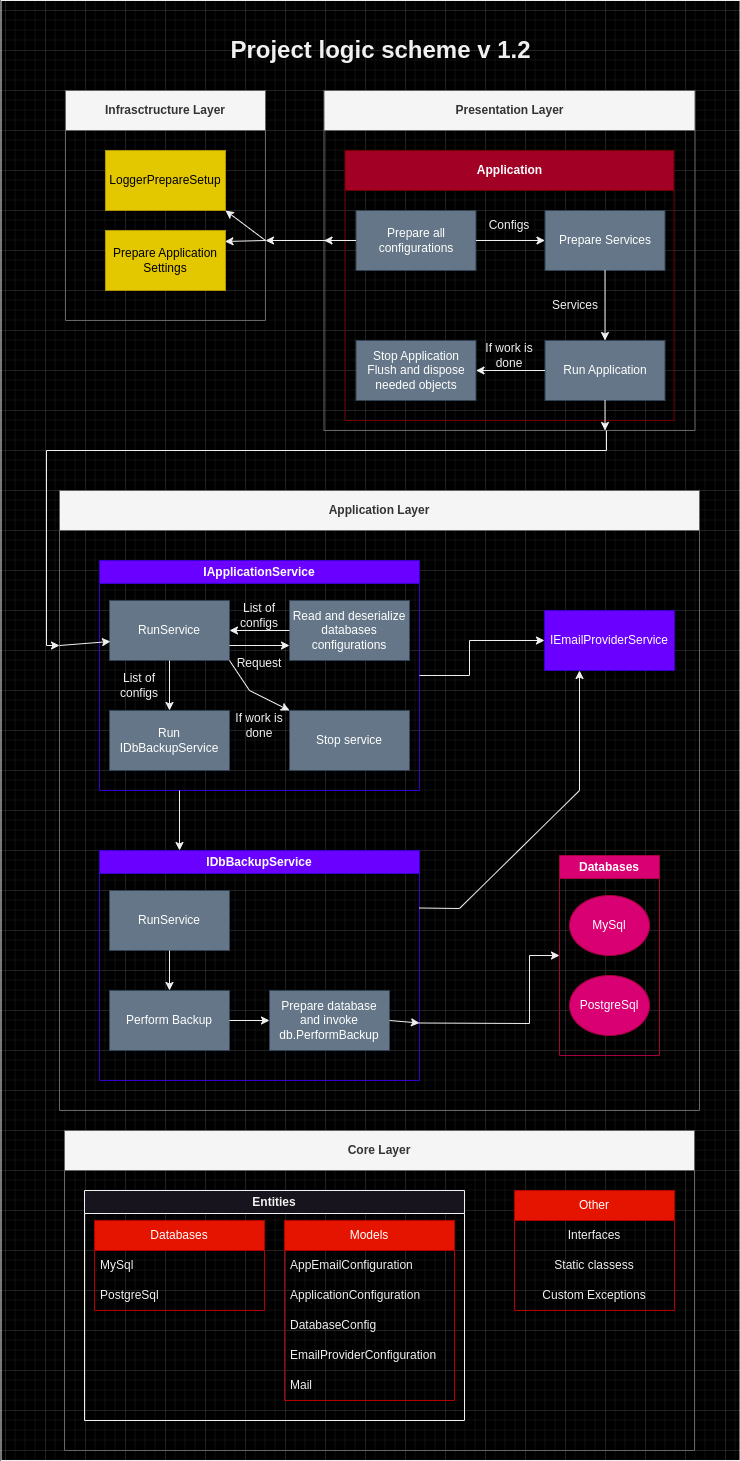 Project logic scheme v 1.2
Infrasctructure Layer
LoggerPrepareSetup
Prepare Application
Settings
Presentation Layer
Application
Prepare all
configurations
Configs
Prepare Services
Services
Stop Application
Flush and dispose
needed objects
If work is
done
Run Application
Application Layer
IApplicationService
RunService
List of
configs
Read and deserialize
databases
configurations
Request
List of
configs
Run
IDbBackupService
If work is
done
Stop service
IEmailProviderService
IDbBackupService
RunService
Perform Backup
Prepare database
and invoke
db.PerformBackup
Databases
MySql
PostgreSql
Core Layer
Entities
Databases
MySql
PostgreSql
Models
AppEmailConfiguration
ApplicationConfiguration
DatabaseConfig
EmailProviderConfiguration
Mail
Other
Interfaces
Static classess
Custom Exceptions